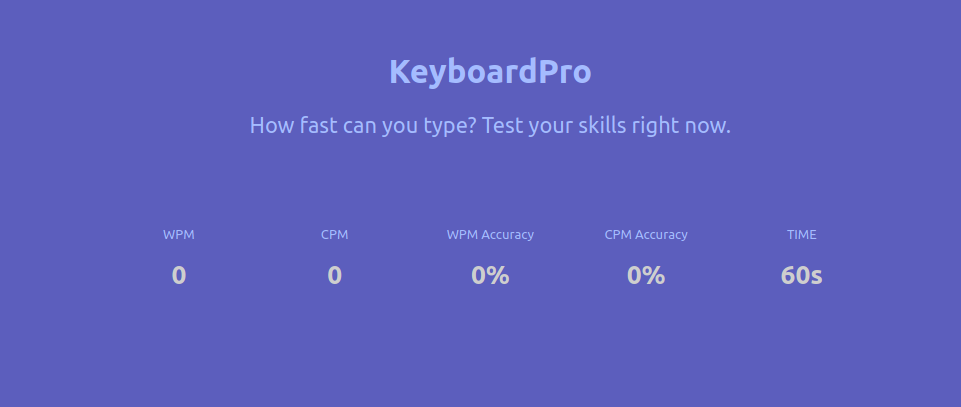 KeyboardPro
How fast can you type? Test your skills right now.
WPM CPM WPM Accuracy CPM Accuracy TIME
0 0 0% 0% 60s